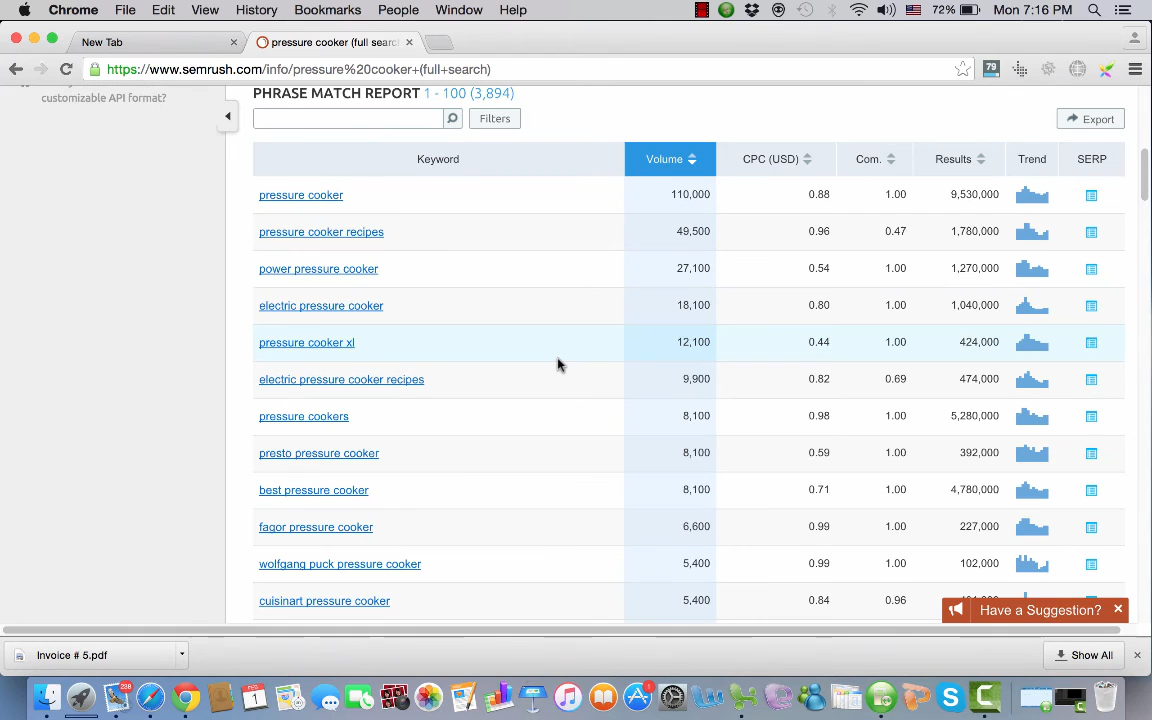 Chrome File Edit View History Bookmarks People Window Help 72% Mon 7:16 PM
New Tab pressure cooker (full searc
https://www.semrush.com/info/pressure%20cooker+(full+search) 79
customizable API format?
PHRASE MATCH REPORT 1 - 100 (3,894)
Filters Export
Keyword Volume CPC (USD) Com. Results Trend SERP
pressure cooker 110,000 0.88 1.00 9,530,000
pressure cooker recipes 49,500 0.96 0.47 1,780,000
power pressure cooker 27,100 0.54 1.00 1,270,000
electric pressure cooker 18,100 0.80 1.00 1,040,000
pressure cooker xl 12,100 0.44 1.00 424,000
electric pressure cooker recipes 9,900 0.82 0.69 474,000
pressure cookers 8,100 0.98 1.00 5,280,000
presto pressure cooker 8,100 0.59 1.00 392,000
best pressure cooker 8,100 0.71 1.00 4,780,000
fagor pressure cooker 6,600 0.99 1.00 227,000
wolfgang puck pressure cooker 5,400 0.99 1.00 102,000
cuisinart pressure cooker 5,400 0.84 0.96
Have a Suggestion?
Invoice # 5.pdf Show All